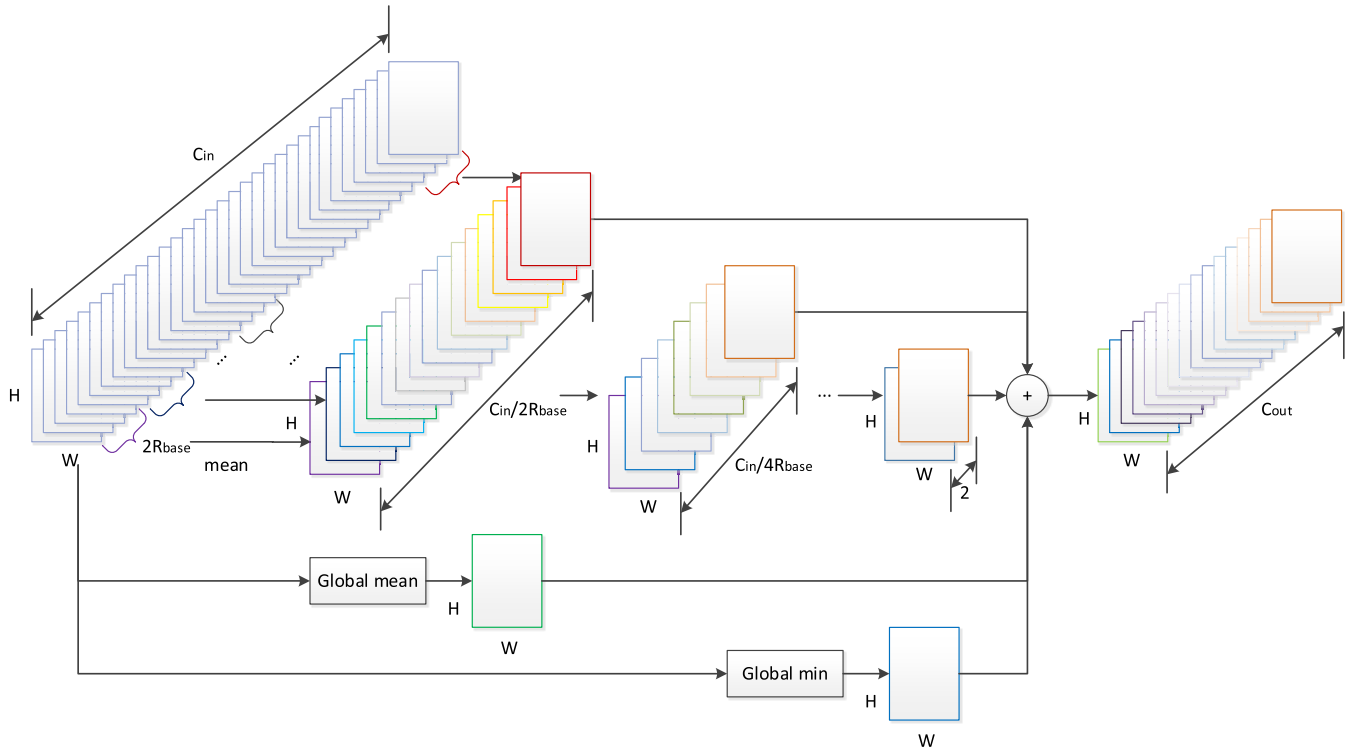 Cin
H
W
2Rbase
mean
...
...
H
W
Cin/2Rbase
H
W
Cin/4Rbase
...
H
W
2
+
H
W
Cout
Global mean
H
W
Global min
H
W